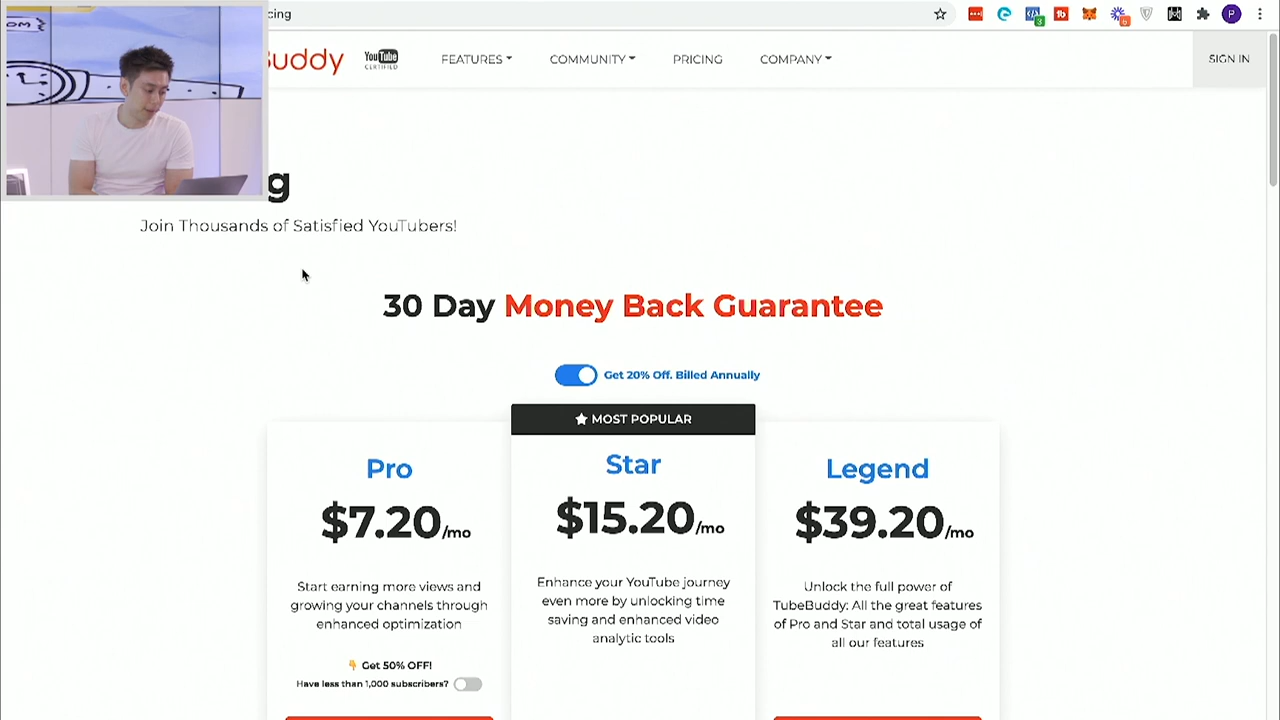 cing
Buddy
YouTube
CERTIFIED
FEATURES
COMMUNITY
PRICING
COMPANY
SIGN IN
g
Join Thousands of Satisfied YouTubers!
30 Day Money Back Guarantee
Get 20% Off. Billed Annually
MOST POPULAR
Pro
$7.20/mo
Start earning more views and
growing your channels through
enhanced optimization
👇 Get 50% OFF!
Have less than 1,000 subscribers?
Star
$15.20/mo
Enhance your YouTube journey
even more by unlocking time
saving and enhanced video
analytic tools
Legend
$39.20/mo
Unlock the full power of
TubeBuddy: All the great features
of Pro and Star and total usage of
all our features